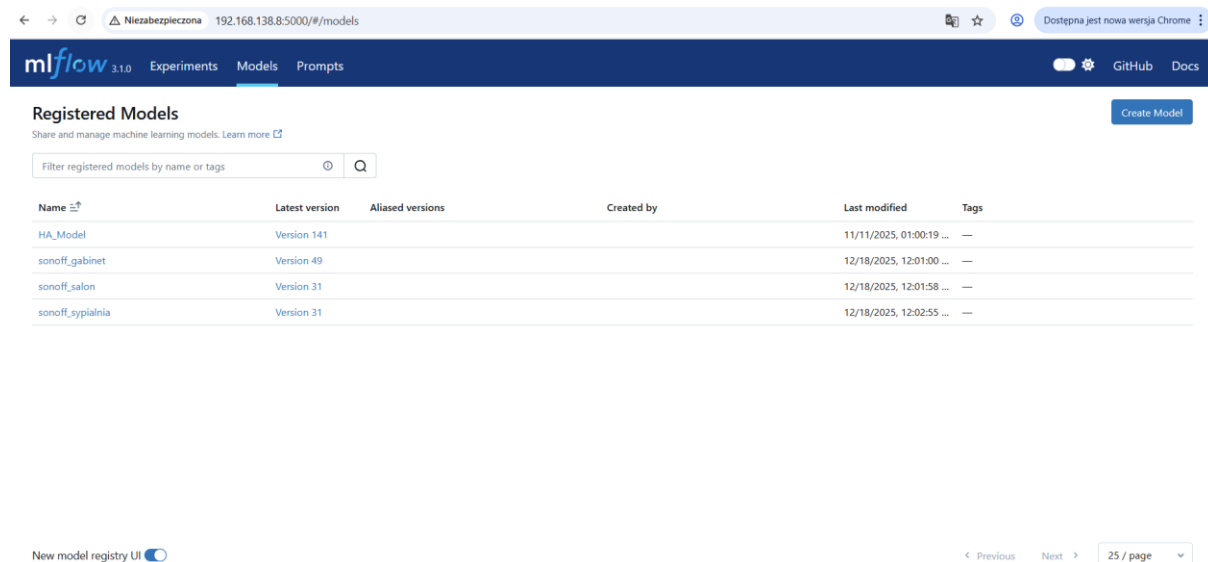 Niezabezpieczona 192.168.138.8:5000/#/models Dostępna jest nowa wersja Chrome
mlflow 3.1.0 Experiments Models Prompts GitHub Docs
Registered Models Create Model
Share and manage machine learning models. Learn more
Filter registered models by name or tags
Name Latest version Aliased versions Created by Last modified Tags
HA_Model Version 141 11/11/2025, 01:00:19 ... —
sonoff_gabinet Version 49 12/18/2025, 12:01:00 ... —
sonoff_salon Version 31 12/18/2025, 12:01:58 ... —
sonoff_sypialnia Version 31 12/18/2025, 12:02:55 ... —
New model registry UI Previous Next 25 / page